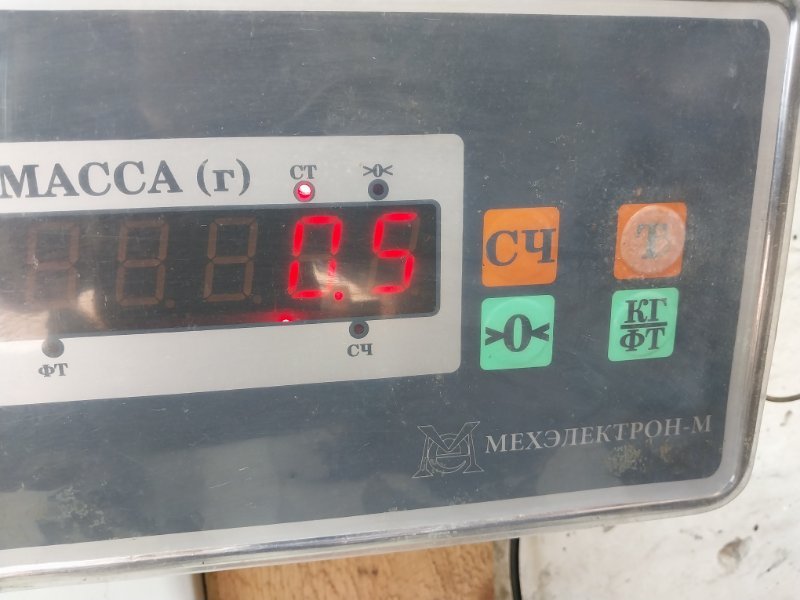 МАССА (г)
СТ
>0<
0.5
СЧ
Т
>0<
КГ
ФТ
ФТ
СЧ
МЕХЭЛЕКТРОН-М